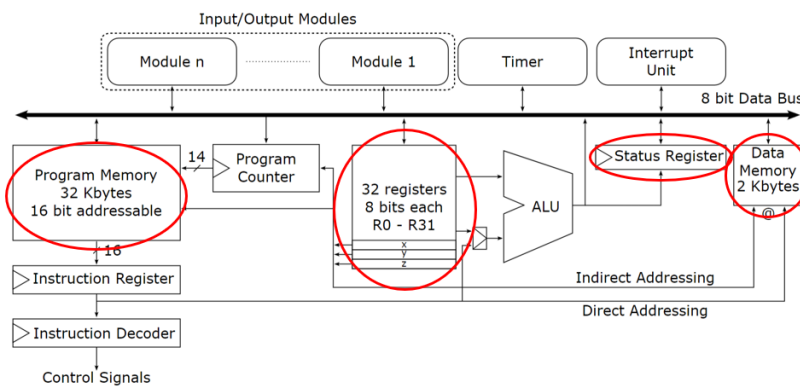 Input/Output Modules
Module n
Module 1
Timer
Interrupt
Unit
8 bit Data Bus
Program Memory
32 Kbytes
16 bit addressable
14
Program
Counter
32 registers
8 bits each
R0 - R31
x
y
z
ALU
Status Register
Data
Memory
2 Kbytes
@
16
Instruction Register
Indirect Addressing
Direct Addressing
Instruction Decoder
Control Signals